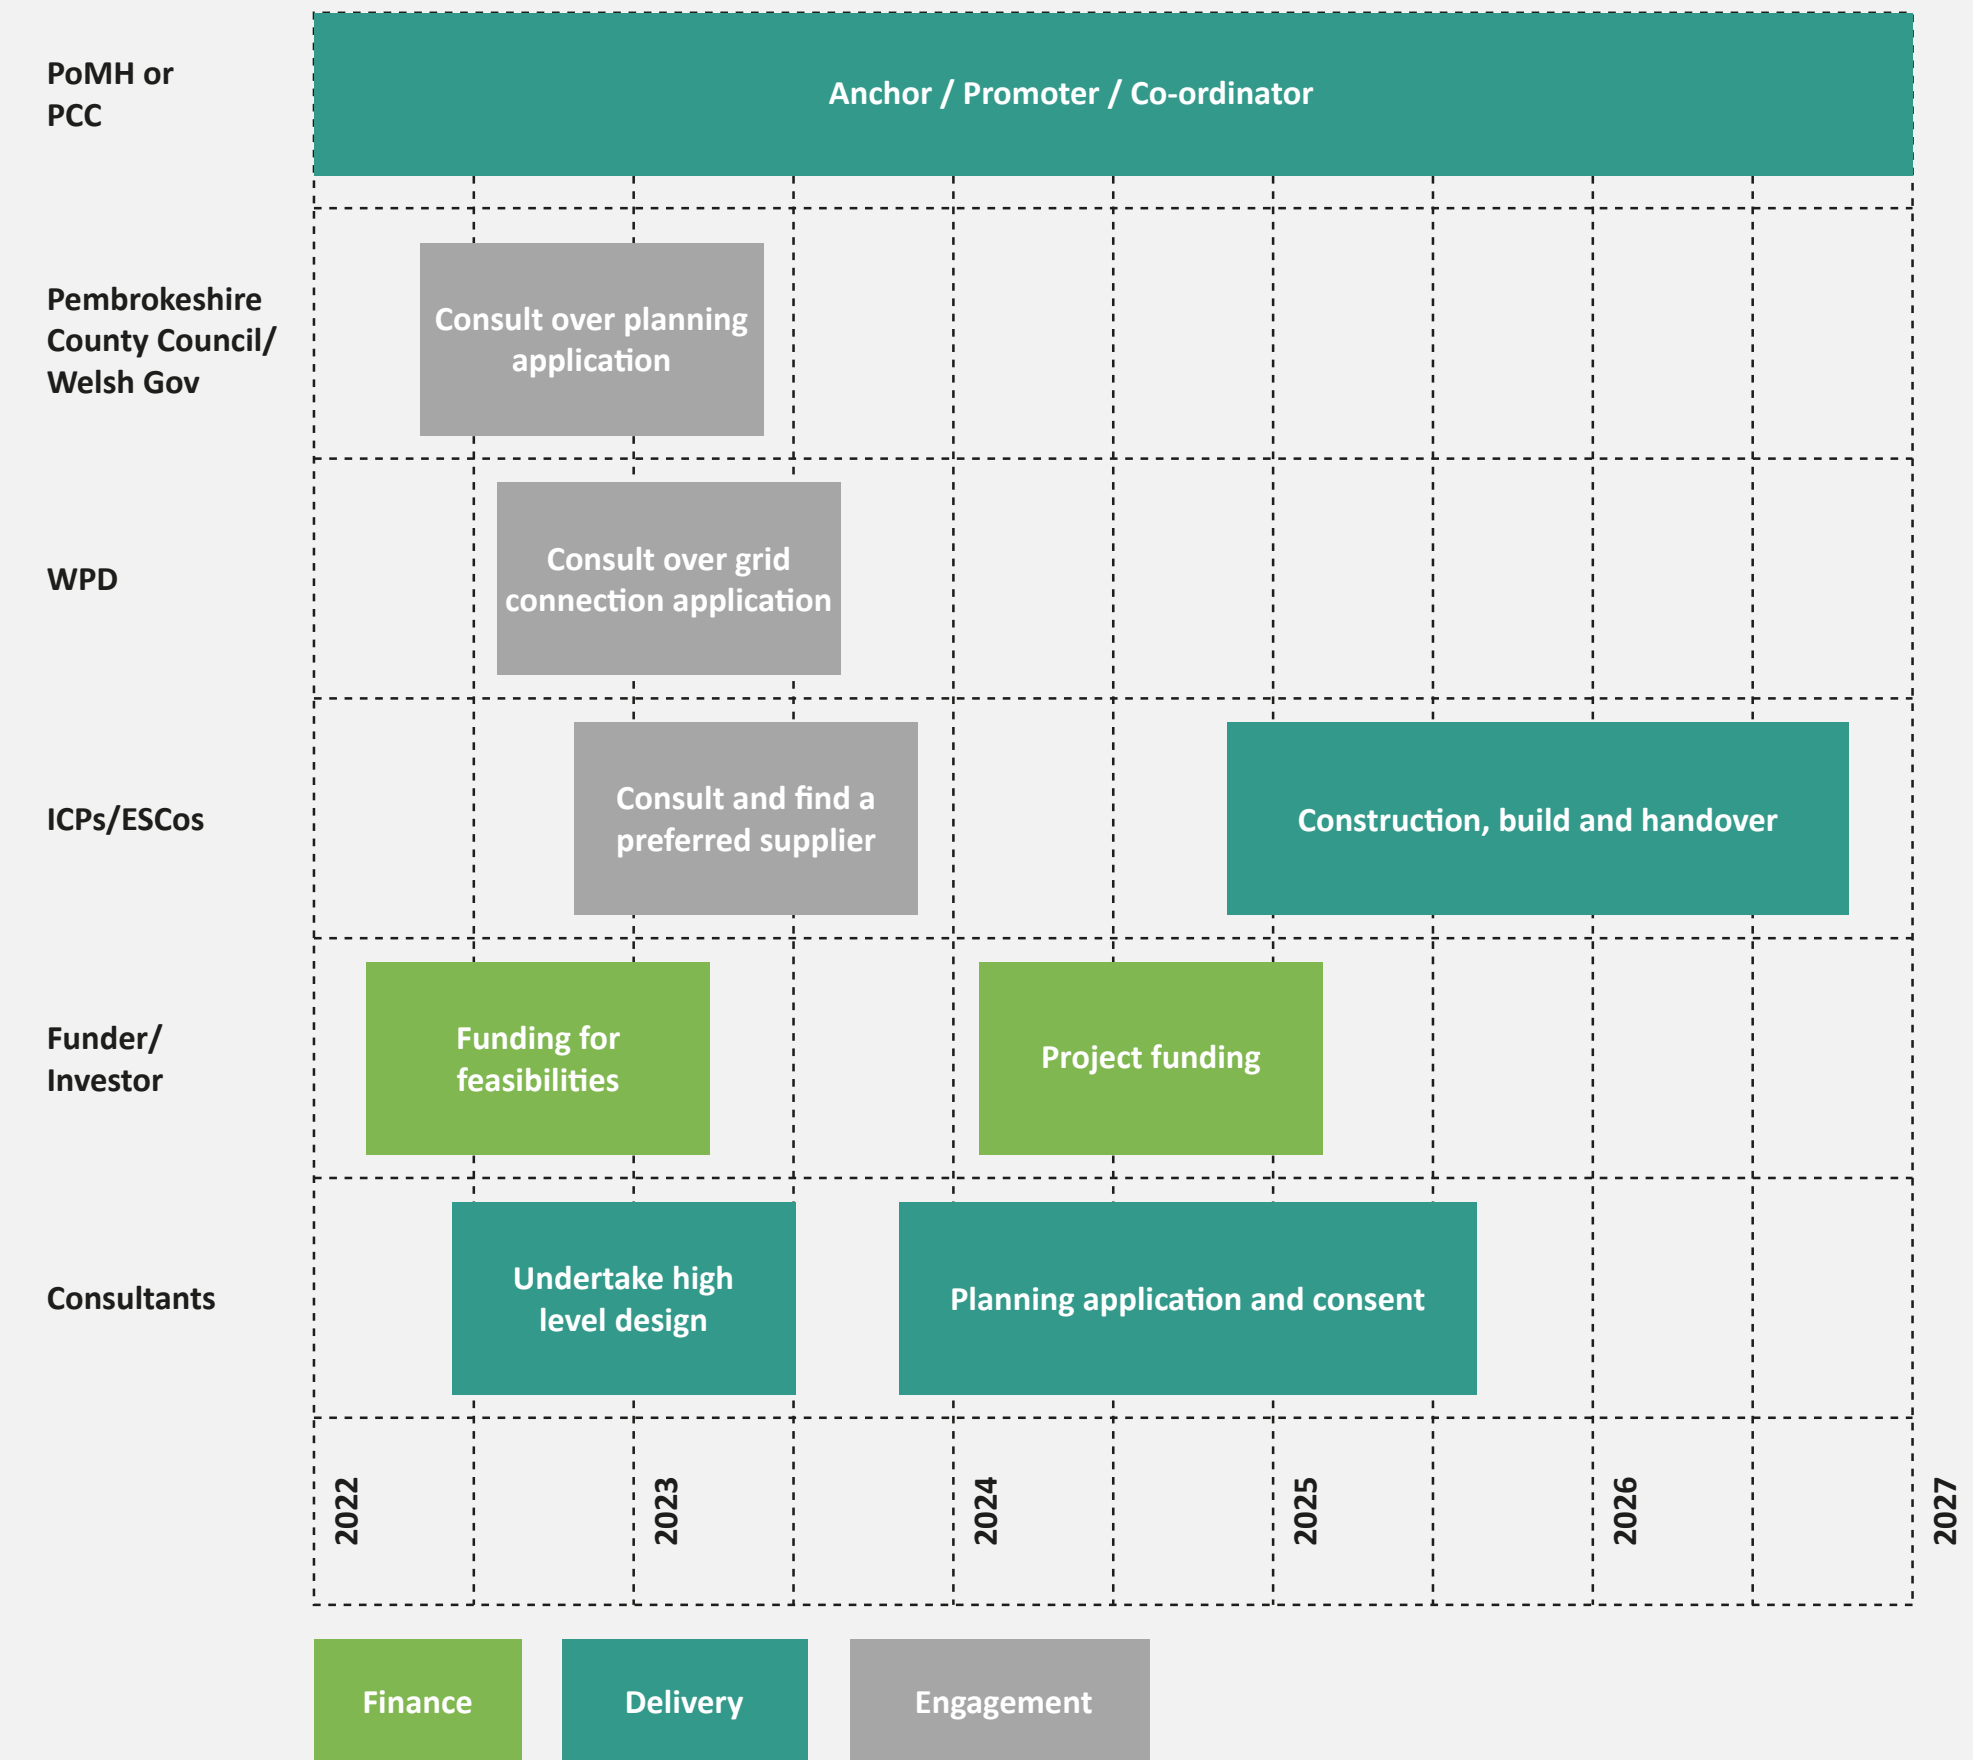 PoMH or
PCC
Anchor / Promoter / Co-ordinator
Pembrokeshire
County Council/
Welsh Gov
Consult over planning
application
WPD
Consult over grid
connection application
ICPs/ESCos
Consult and find a
preferred supplier
Construction, build and handover
Funder/
Investor
Funding for
feasibilities
Project funding
Consultants
Undertake high
level design
Planning application and consent
2022
2023
2024
2025
2026
2027
Finance
Delivery
Engagement